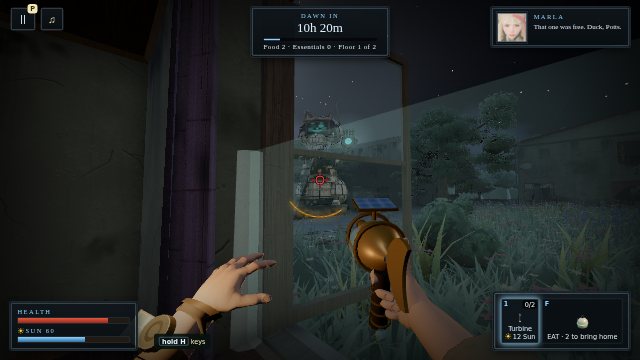 P
DAWN IN
10h 20m
Food 2 · Essentials 0 · Floor 1 of 2
MARLA
That one was free. Duck, Potts.
HEALTH
SUN 60
hold H keys
1 0/2
Turbine
12 Sun
F
EAT · 2 to bring home